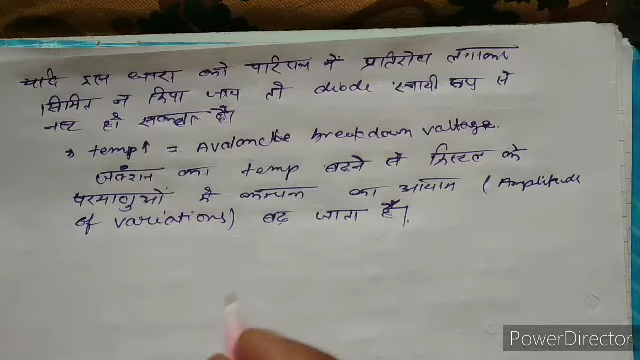 यदि इस धारा को परिपथ में प्रतिरोध लगाकर
सिमित न किया जाय तो diode स्थायी रूप से
नष्ट हो सकता है।
→ temp↑ = Avalanche breakdown voltage.
जंक्शन का temp बढने से क्रिस्टल के
परमाणुओं में कम्पन का आयाम (Amplitude
of variations) बढ़ जाता है।
PowerDirector